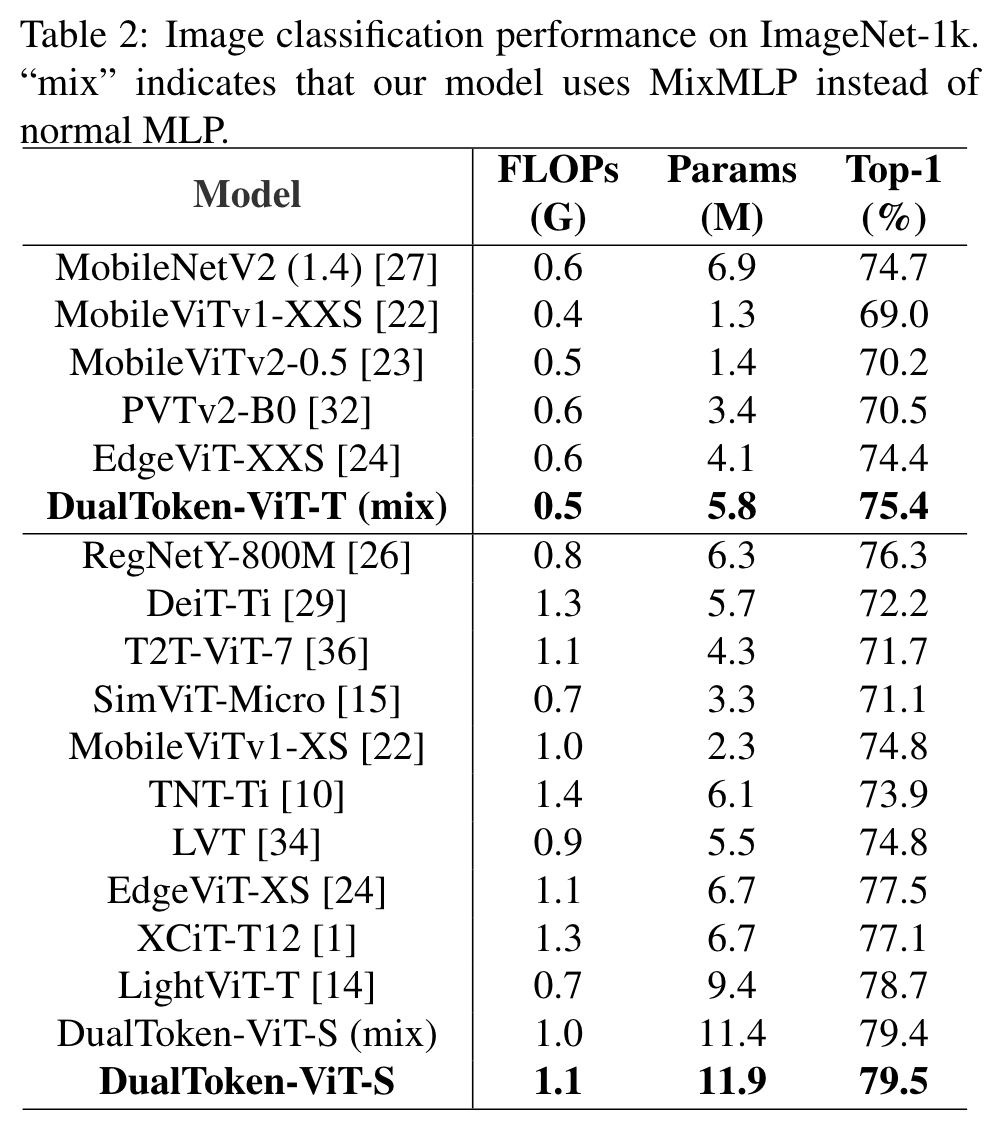 Table 2: Image classification performance on ImageNet-1k.
“mix” indicates that our model uses MixMLP instead of
normal MLP.
Model FLOPs (G) Params (M) Top-1 (%)
MobileNetV2 (1.4) [27] 0.6 6.9 74.7
MobileViTv1-XXS [22] 0.4 1.3 69.0
MobileViTv2-0.5 [23] 0.5 1.4 70.2
PVTv2-B0 [32] 0.6 3.4 70.5
EdgeViT-XXS [24] 0.6 4.1 74.4
DualToken-ViT-T (mix) 0.5 5.8 75.4
RegNetY-800M [26] 0.8 6.3 76.3
DeiT-Ti [29] 1.3 5.7 72.2
T2T-ViT-7 [36] 1.1 4.3 71.7
SimViT-Micro [15] 0.7 3.3 71.1
MobileViTv1-XS [22] 1.0 2.3 74.8
TNT-Ti [10] 1.4 6.1 73.9
LVT [34] 0.9 5.5 74.8
EdgeViT-XS [24] 1.1 6.7 77.5
XCiT-T12 [1] 1.3 6.7 77.1
LightViT-T [14] 0.7 9.4 78.7
DualToken-ViT-S (mix) 1.0 11.4 79.4
DualToken-ViT-S 1.1 11.9 79.5